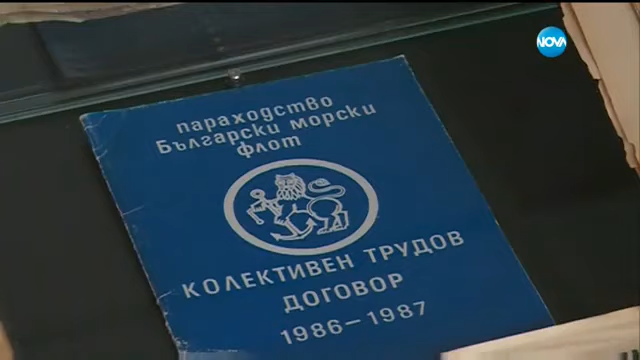 NOVA
параходство
Български морски
флот
КОЛЕКТИВЕН ТРУДОВ
ДОГОВОР
1986-1987